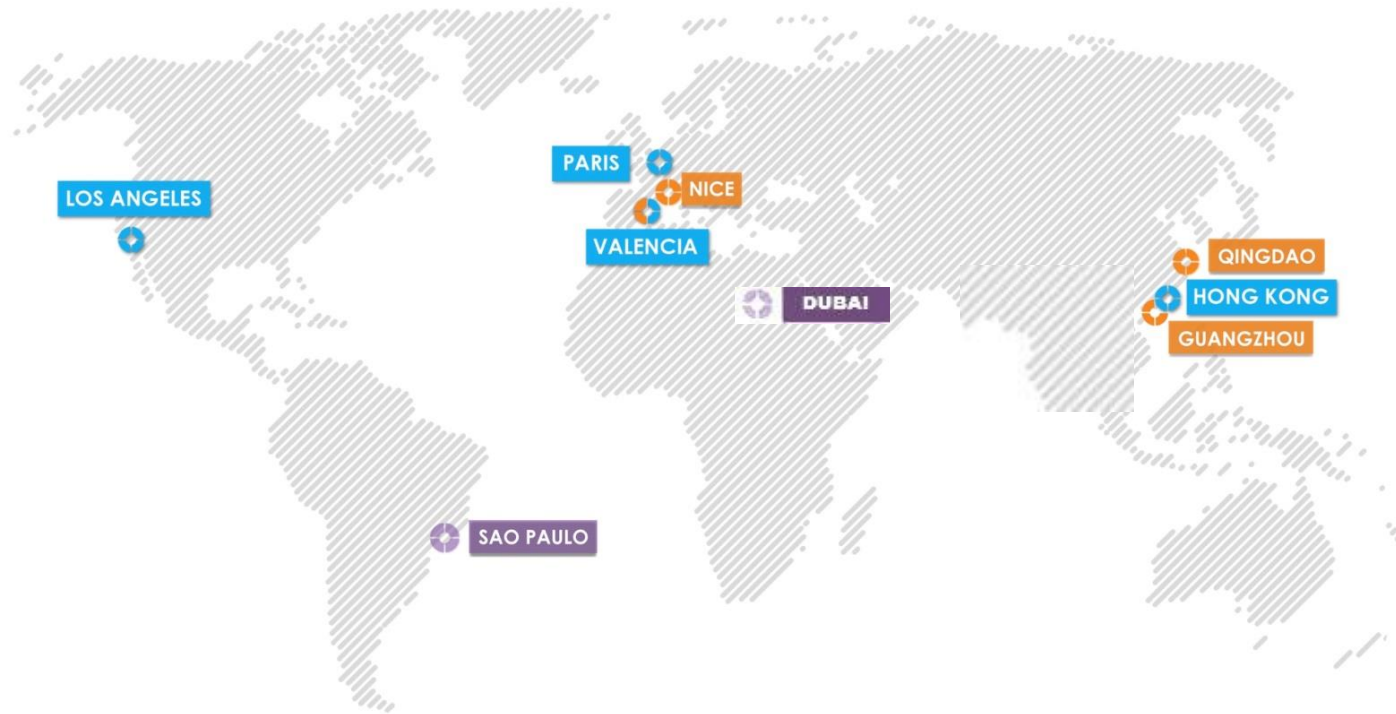 PARIS
NICE
LOS ANGELES
VALENCIA
QINGDAO
HONG KONG
DUBAI
GUANGZHOU
SAO PAULO